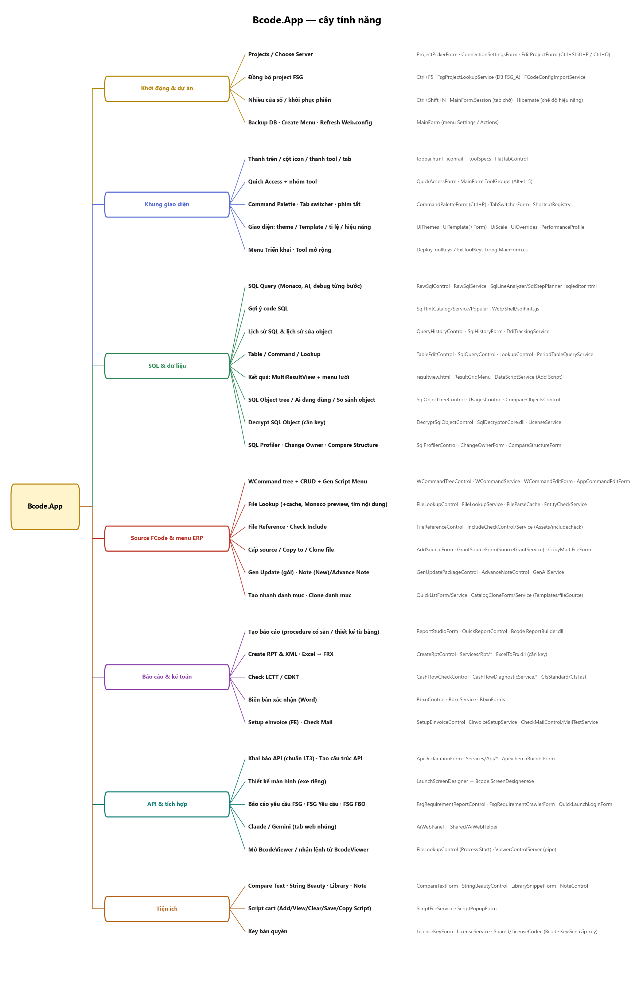 Bcode.App — cây tính năng
Projects / Choose Server
ProjectPickerForm · ConnectionSettingsForm · EditProjectForm (Ctrl+Shift+P / Ctrl+O)
Đồng bộ project FSG
Ctrl+F5 · FsgProjectLookupService (DB FSG_A) · FCodeConfigImportService
Khởi động & dự án
Nhiều cửa sổ / khôi phục phiên
Ctrl+Shift+N · MainForm.Session (tab chờ) · Hibernate (chế độ hiệu năng)
Backup DB · Create Menu · Refresh Web.config
MainForm (menu Settings / Actions)
Thanh trên / cột icon / thanh tool / tab
topbar.html · iconrail · _toolSpecs · FlatTabControl
Quick Access + nhóm tool
QuickAccessForm · MainForm.ToolGroups (Alt+1..5)
Khung giao diện
Command Palette · Tab switcher · phím tắt
CommandPaletteForm (Ctrl+P) · TabSwitcherForm · ShortcutRegistry
Giao diện: theme / Template / tỉ lệ / hiệu năng
UiThemes · UiTemplate(+Form) · UiScale · UiOverrides · PerformanceProfile
Menu Triển khai · Tool mở rộng
DeployToolKeys / ExtToolKeys trong MainForm.cs
SQL Query (Monaco, AI, debug từng bước)
RawSqlControl · RawSqlService · SqlLineAnalyzer/SqlStepPlanner · sqleditor.html
Gợi ý code SQL
SqlHintCatalog/Service/Popular · Web/Shell/sqlhints.js
Lịch sử SQL & lịch sử sửa object
QueryHistoryControl · SqlHistoryForm · DdlTrackingService
Table / Command / Lookup
TableEditControl · SqlQueryControl · LookupControl · PeriodTableQueryService
SQL & dữ liệu
Kết quả: MultiResultView + menu lưới
resultview.html · ResultGridMenu · DataScriptService (Add Script)
SQL Object tree / Ai đang dùng / So sánh object
SqlObjectTreeControl · UsagesControl · CompareObjectsControl
Decrypt SQL Object (cần key)
DecryptSqlObjectControl · SqlDecryptor.Core.dll · LicenseService
SQL Profiler · Change Owner · Compare Structure
SqlProfilerControl · ChangeOwnerForm · CompareStructureForm
WCommand tree + CRUD + Gen Script Menu
WCommandTreeControl · WCommandService · WCommandEditForm · AppCommandEditForm
Bcode.App
File Lookup (+cache, Monaco preview, tìm nội dung)
FileLookupControl · FileLookupService · FileParseCache · EntityCheckService
File Reference · Check Include
FileReferenceControl · IncludeCheckControl/Service (Assets/includecheck)
Source FCode & menu ERP
Cấp source / Copy to / Clone file
AddSourceForm · GrantSourceForm(SourceGrantService) · CopyMultiFileForm
Gen Update (gói) · Note (New)/Advance Note
GenUpdatePackageControl · AdvanceNoteControl · GenAllService
Tạo nhanh danh mục · Clone danh mục
QuickListForm/Service · CatalogCloneForm/Service (Templates/fileSource)
Tạo báo cáo (procedure có sẵn / thiết kế từ bảng)
ReportStudioForm · QuickReportControl · Bcode.ReportBuilder.dll
Create RPT & XML · Excel → FRX
CreateRptControl · Services/Rpt/* · ExcelToFrx.dll (cần key)
Báo cáo & kế toán
Check LCTT / CĐKT
CashFlowCheckControl · CashFlowDiagnosticService.* · CfsStandard/CfsFast
Biên bản xác nhận (Word)
BbxnControl · BbxnService · BbxnForms
Setup eInvoice (FE) · Check Mail
SetupEInvoiceControl · EInvoiceSetupService · CheckMailControl/MailTestService
Khai báo API (chuẩn LT3) · Tạo cấu trúc API
ApiDeclarationForm · Services/Api/* · ApiSchemaBuilderForm
Thiết kế màn hình (exe riêng)
LaunchScreenDesigner → Bcode.ScreenDesigner.exe
API & tích hợp
Báo cáo yêu cầu FSG · FSG Yêu cầu · FSG FBO
FsgRequirementReportControl · FsgRequirementCrawlerForm · QuickLaunchLoginForm
Claude / Gemini (tab web nhúng)
AiWebPanel + Shared/AiWebHelper
Mở BcodeViewer / nhận lệnh từ BcodeViewer
FileLookupControl (Process.Start) · ViewerControlServer (pipe)
Compare Text · String Beauty · Library · Note
CompareTextForm · StringBeautyControl · LibrarySnippetForm · NoteControl
Tiện ích
Script cart (Add/View/Clear/Save/Copy Script)
ScriptFileService · ScriptPopupForm
Key bản quyền
LicenseKeyForm · LicenseService · Shared/LicenseCodec (Bcode.KeyGen cấp key)